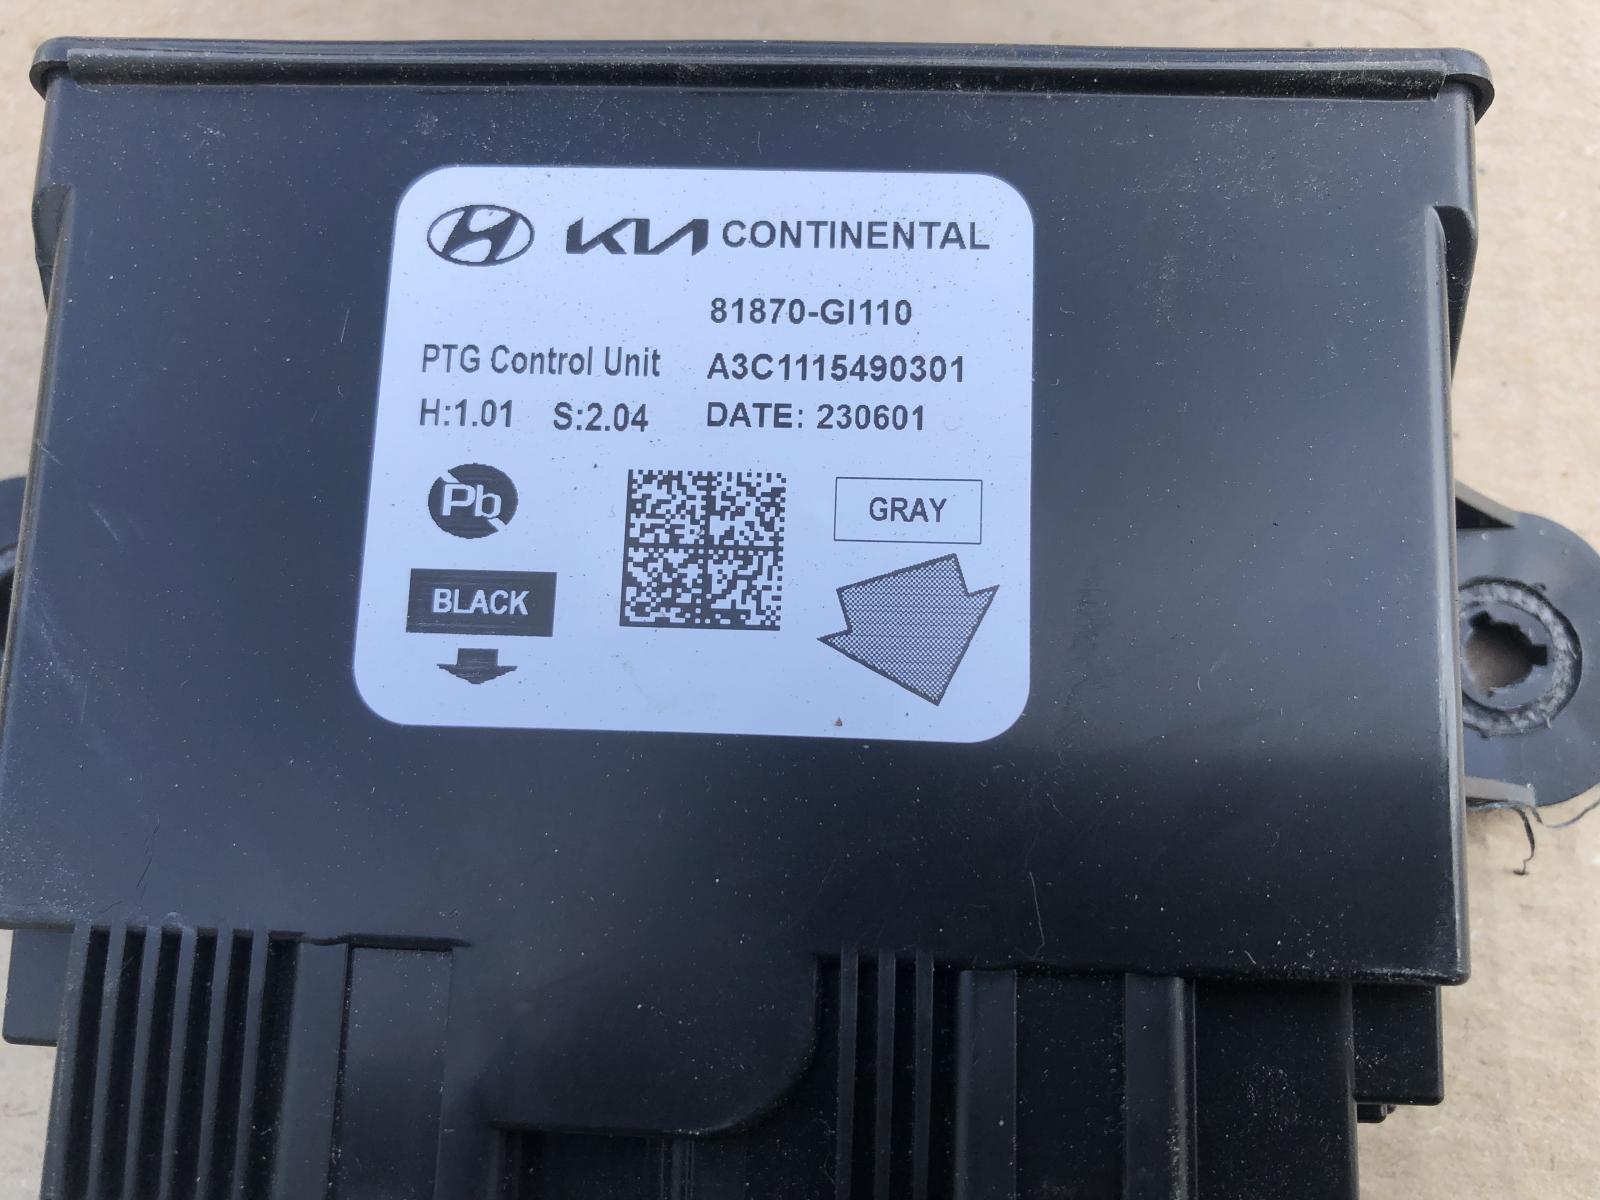 KIA CONTINENTAL
81870-GI110
PTG Control Unit A3C1115490301
H:1.01 S:2.04 DATE: 230601
Pb
GRAY
BLACK